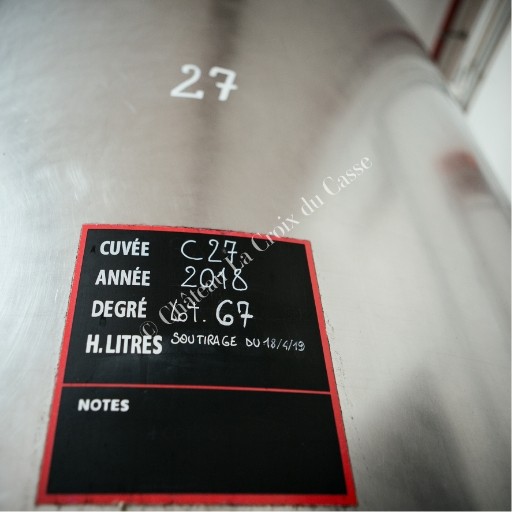 27
CUVÉE C27
ANNÉE 2018
DEGRÉ Lot. 67
H.LITRES SOUTIRAGE DU 18/4/19
NOTES
© Château La Croix du Casse